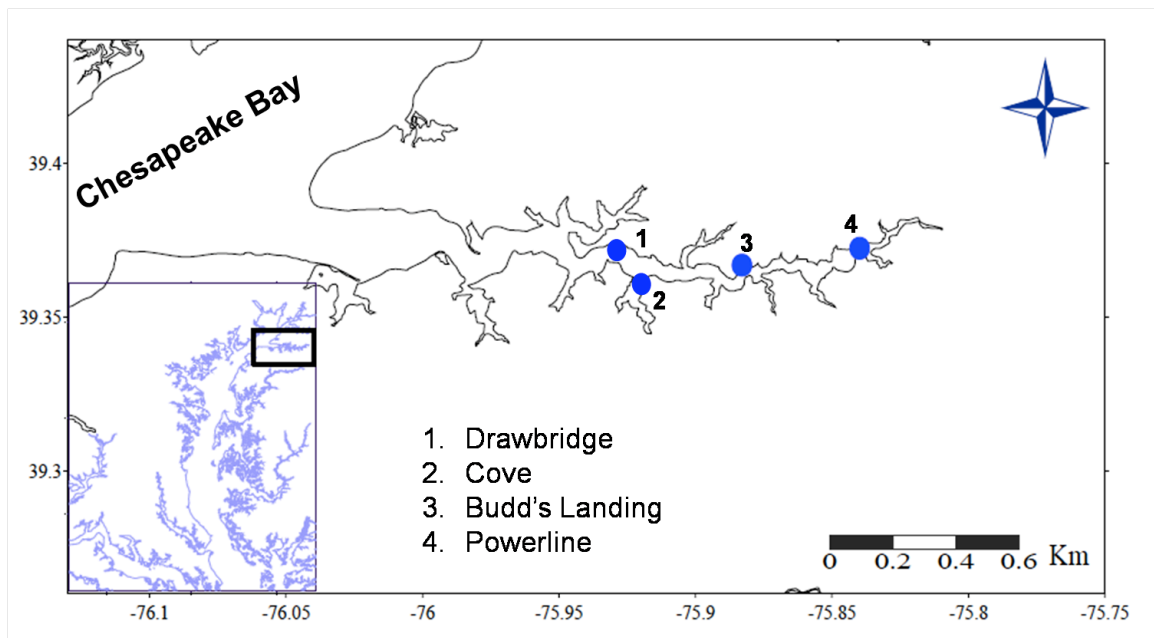 Chesapeake Bay
39.4
39.35
39.3
1
2
3
4
1. Drawbridge
2. Cove
3. Budd's Landing
4. Powerline
0 0.2 0.4 0.6 Km
-76.1 -76.05 -76 -75.95 -75.9 -75.85 -75.8 -75.75